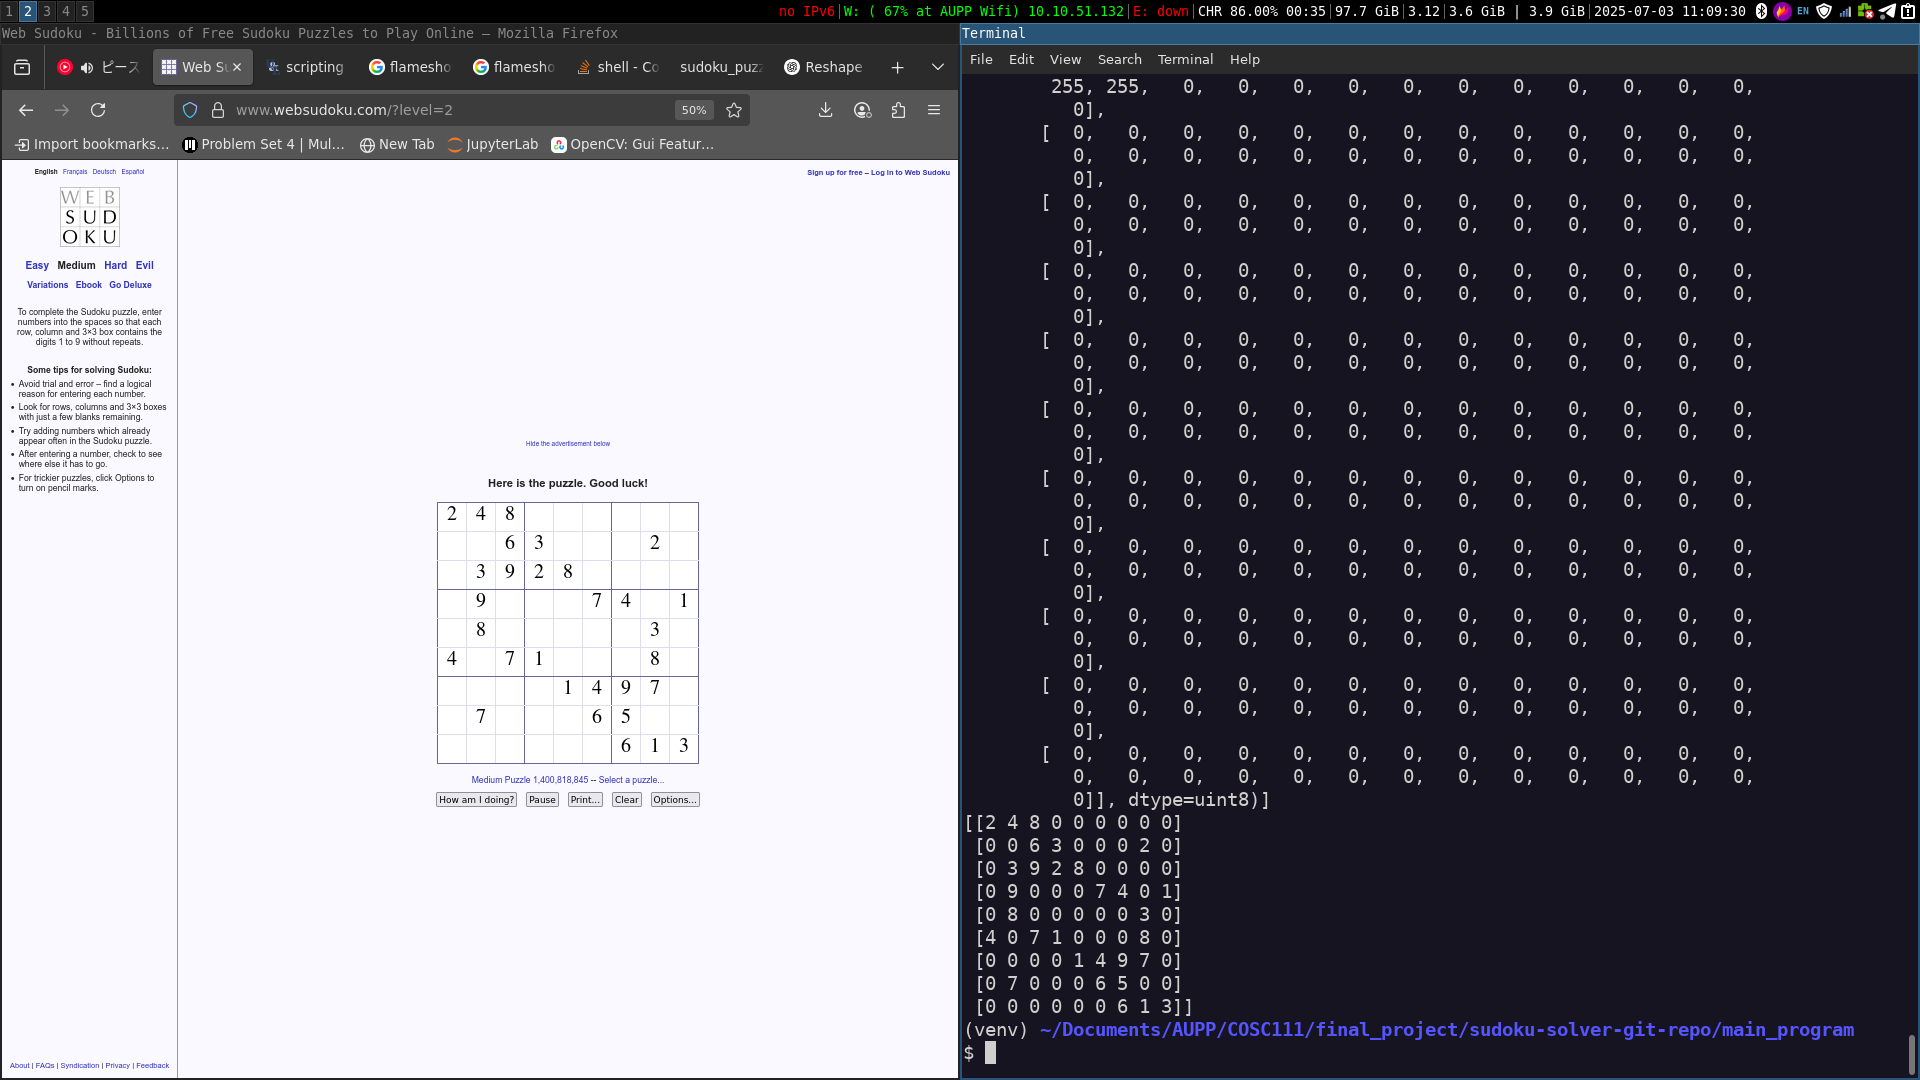 1 2 3 4 5
no IPv6|W: ( 67% at AUPP Wifi) 10.10.51.132|E: down|CHR 86.00% 00:35|97.7 GiB|3.12|3.6 GiB | 3.9 GiB|2025-07-03 11:09:30 EN
Web Sudoku - Billions of Free Sudoku Puzzles to Play Online — Mozilla Firefox
ピース
Web S
scripting
flamesho
flamesho
shell - Co
sudoku_puz
Reshape
www.websudoku.com/?level=2
50%
Import bookmarks...
Problem Set 4 | Mul...
New Tab
JupyterLab
OpenCV: Gui Featur...
English Français Deutsch Español
Sign up for free – Log in to Web Sudoku
WEB
SUD
OKU
Easy Medium Hard Evil
Variations Ebook Go Deluxe
To complete the Sudoku puzzle, enter
numbers into the spaces so that each
row, column and 3×3 box contains the
digits 1 to 9 without repeats.
Some tips for solving Sudoku:
• Avoid trial and error – find a logical
reason for entering each number.
• Look for rows, columns and 3×3 boxes
with just a few blanks remaining.
• Try adding numbers which already
appear often in the Sudoku puzzle.
• After entering a number, check to see
where else it has to go.
• For trickier puzzles, click Options to
turn on pencil marks.
Hide the advertisement below
Here is the puzzle. Good luck!
2 4 8
6 3 2
3 9 2 8
9 7 4 1
8 3
4 7 1 8
1 4 9 7
7 6 5
6 1 3
Medium Puzzle 1,400,818,845 -- Select a puzzle...
How am I doing? Pause Print... Clear Options...
About | FAQs | Syndication | Privacy | Feedback
Terminal
File Edit View Search Terminal Help
255, 255, 0, 0, 0, 0, 0, 0, 0, 0, 0, 0, 0,
0],
[ 0, 0, 0, 0, 0, 0, 0, 0, 0, 0, 0, 0, 0,
0, 0, 0, 0, 0, 0, 0, 0, 0, 0, 0, 0, 0,
0],
[ 0, 0, 0, 0, 0, 0, 0, 0, 0, 0, 0, 0, 0,
0, 0, 0, 0, 0, 0, 0, 0, 0, 0, 0, 0, 0,
0],
[ 0, 0, 0, 0, 0, 0, 0, 0, 0, 0, 0, 0, 0,
0, 0, 0, 0, 0, 0, 0, 0, 0, 0, 0, 0, 0,
0],
[ 0, 0, 0, 0, 0, 0, 0, 0, 0, 0, 0, 0, 0,
0, 0, 0, 0, 0, 0, 0, 0, 0, 0, 0, 0, 0,
0],
[ 0, 0, 0, 0, 0, 0, 0, 0, 0, 0, 0, 0, 0,
0, 0, 0, 0, 0, 0, 0, 0, 0, 0, 0, 0, 0,
0],
[ 0, 0, 0, 0, 0, 0, 0, 0, 0, 0, 0, 0, 0,
0, 0, 0, 0, 0, 0, 0, 0, 0, 0, 0, 0, 0,
0],
[ 0, 0, 0, 0, 0, 0, 0, 0, 0, 0, 0, 0, 0,
0, 0, 0, 0, 0, 0, 0, 0, 0, 0, 0, 0, 0,
0],
[ 0, 0, 0, 0, 0, 0, 0, 0, 0, 0, 0, 0, 0,
0, 0, 0, 0, 0, 0, 0, 0, 0, 0, 0, 0, 0,
0],
[ 0, 0, 0, 0, 0, 0, 0, 0, 0, 0, 0, 0, 0,
0, 0, 0, 0, 0, 0, 0, 0, 0, 0, 0, 0, 0,
0],
[ 0, 0, 0, 0, 0, 0, 0, 0, 0, 0, 0, 0, 0,
0, 0, 0, 0, 0, 0, 0, 0, 0, 0, 0, 0, 0,
0]], dtype=uint8)]
[[2 4 8 0 0 0 0 0 0]
[0 0 6 3 0 0 0 2 0]
[0 3 9 2 8 0 0 0 0]
[0 9 0 0 0 7 4 0 1]
[0 8 0 0 0 0 0 3 0]
[4 0 7 1 0 0 0 8 0]
[0 0 0 0 1 4 9 7 0]
[0 7 0 0 0 6 5 0 0]
[0 0 0 0 0 0 6 1 3]]
(venv) ~/Documents/AUPP/COSC111/final_project/sudoku-solver-git-repo/main_program
$